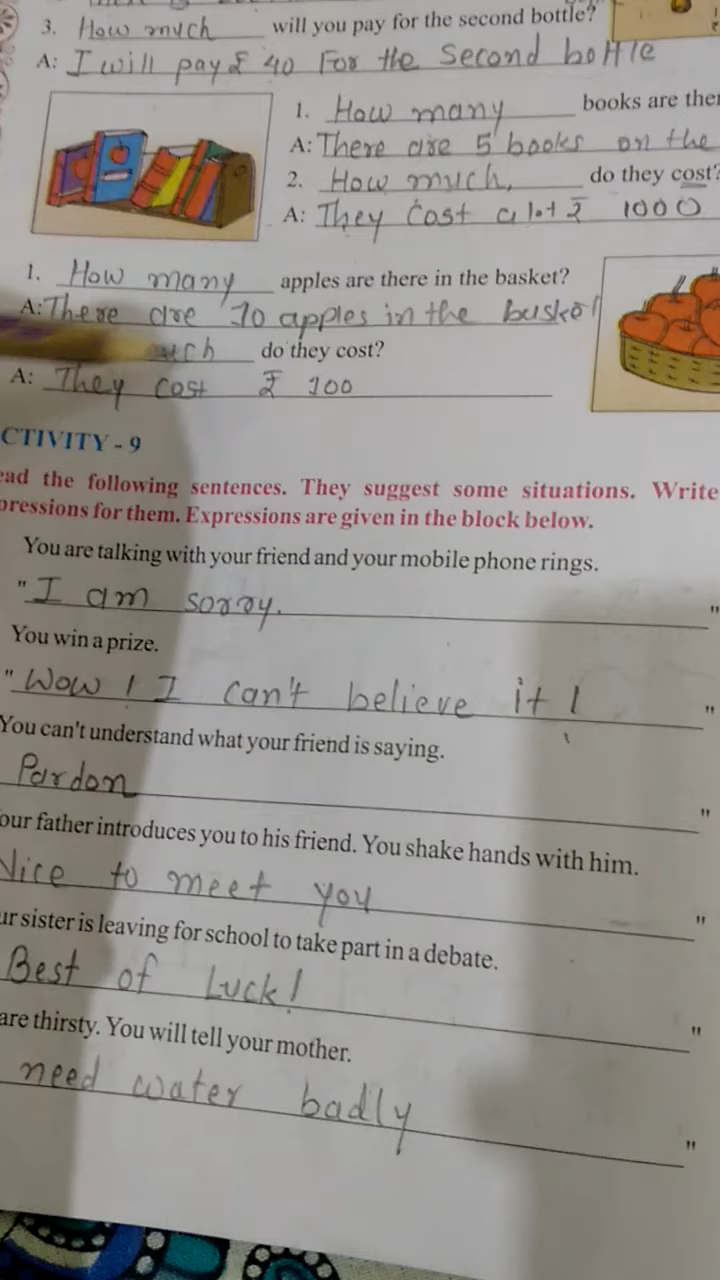 3. How much will you pay for the second bottle?
A: I will pay ₹ 40 For the second bottle
1. How many books are ther
A: There are 5 books on the
2. How much, do they cost?
A: They cost a lot ₹ 1000
1. How many apples are there in the basket?
A: There are 10 apples in the basket
uch do they cost?
A: They cost ₹ 100
CTIVITY - 9
ead the following sentences. They suggest some situations. Write
pressions for them. Expressions are given in the block below.
You are talking with your friend and your mobile phone rings.
"I am sorry."
You win a prize.
"Wow! I can't believe it!"
You can't understand what your friend is saying.
Pardon"
our father introduces you to his friend. You shake hands with him.
Nice to meet you"
ur sister is leaving for school to take part in a debate.
Best of Luck!"
are thirsty. You will tell your mother.
need water badly"